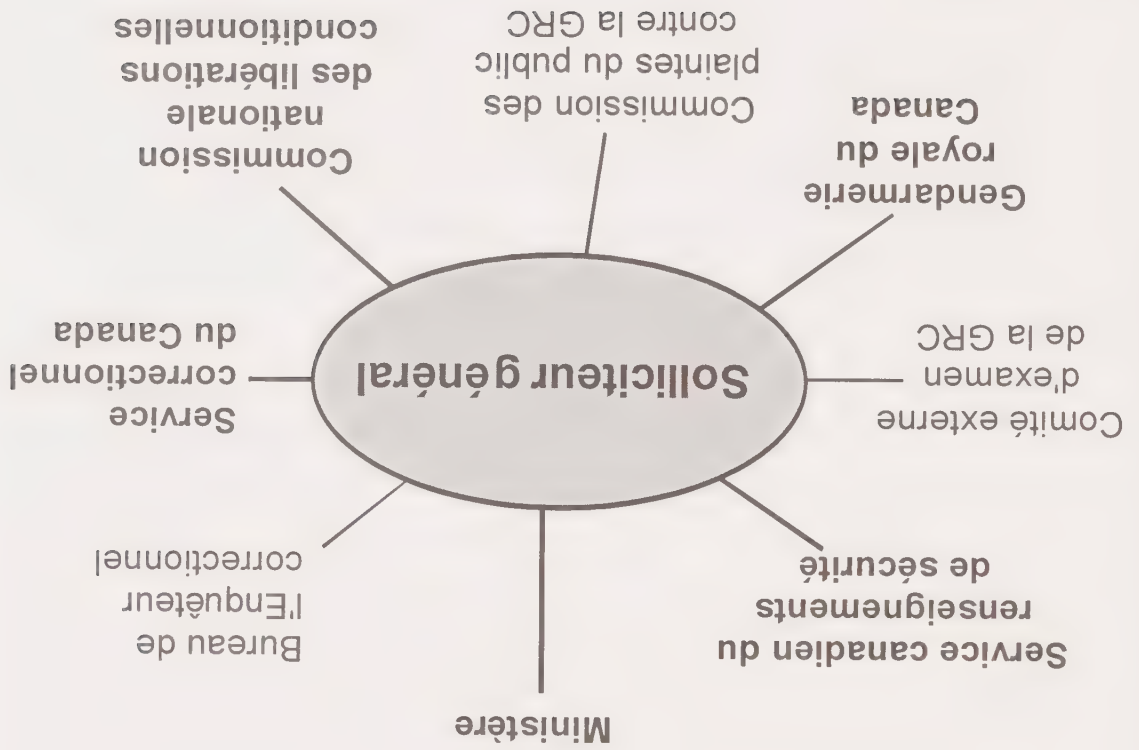 Ministère
Service canadien du
renseignements
de sécurité
Bureau de
l'Enquêteur
correctionnel
Comité externe
d'examen
de la GRC
Solliciteur général
Service
correctionnel
du Canada
Gendarmerie
royale du
Canada
Commission des
plaintes du public
contre la GRC
Commission
nationale
des libérations
conditionnelles